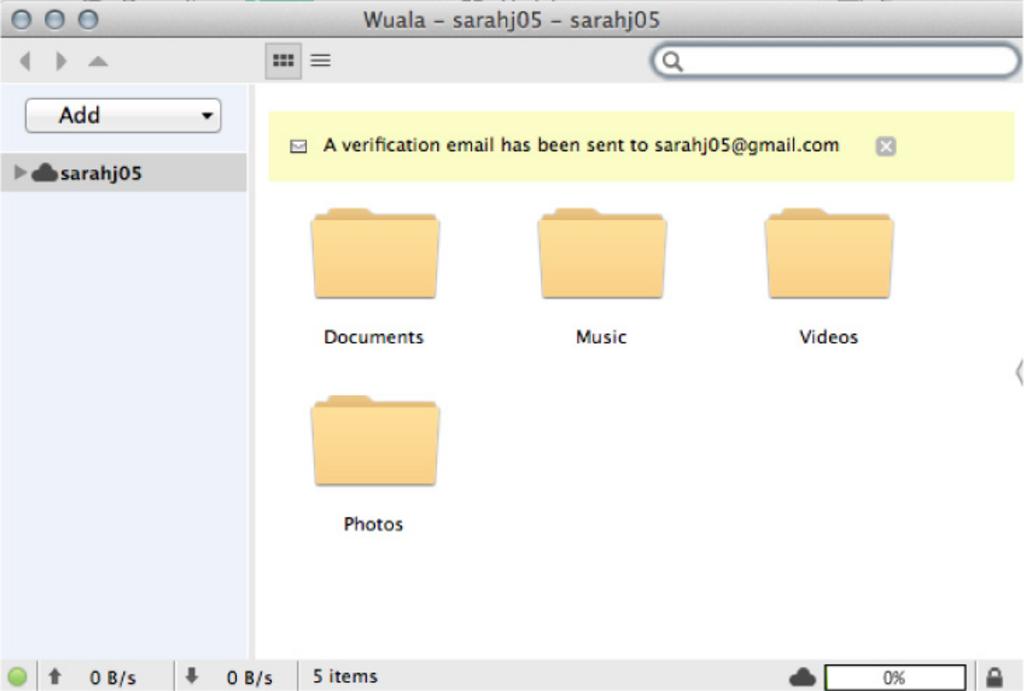 Wuala – sarahj05 – sarahj05
Add
sarahj05
A verification email has been sent to sarahj05@gmail.com
Documents
Music
Videos
Photos
0 B/s
0 B/s
5 items
0%